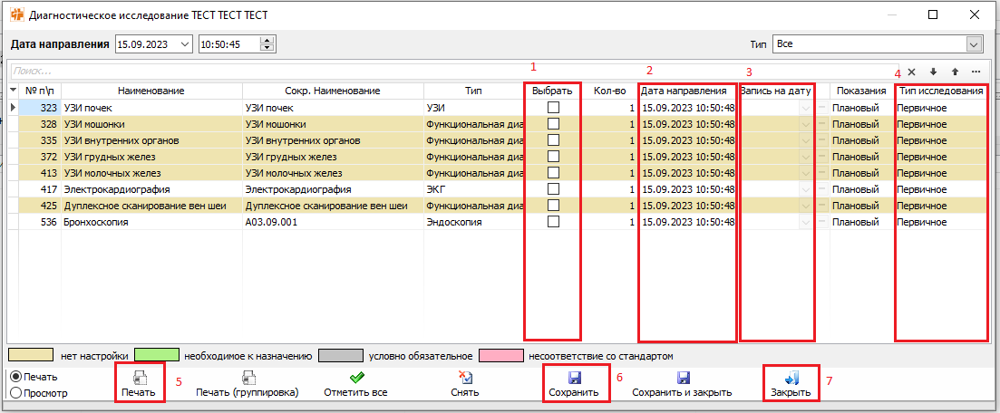 Диагностическое исследование ТЕСТ ТЕСТ ТЕСТ
Дата направления 15.09.2023 10:50:45 Тип Все
Поиск... 1 2 3 4
№ п\п Наименование Сокр. Наименование Тип Выбрать Кол-во Дата направления Запись на дату Показания Тип исследования
323 УЗИ почек УЗИ почек УЗИ 1 15.09.2023 10:50:48 Плановый Первичное
328 УЗИ мошонки УЗИ мошонки Функциональная диа 1 15.09.2023 10:50:48 Плановый Первичное
335 УЗИ внутренних органов УЗИ внутренних органов Функциональная диа 1 15.09.2023 10:50:48 Плановый Первичное
372 УЗИ грудных желез УЗИ грудных желез Функциональная диа 1 15.09.2023 10:50:48 Плановый Первичное
413 УЗИ молочных желез УЗИ молочных желез Функциональная диа 1 15.09.2023 10:50:48 Плановый Первичное
417 Электрокардиография Электрокардиография ЭКГ 1 15.09.2023 10:50:48 Плановый Первичное
425 Дуплексное сканирование вен шеи Дуплексное сканирование вен шеи Функциональная диа 1 15.09.2023 10:50:48 Плановый Первичное
536 Бронхоскопия A03.09.001 Эндоскопия 1 15.09.2023 10:50:48 Плановый Первичное
нет настройки необходимое к назначению условно обязательное несоответствие со стандартом
Печать
Просмотр
Печать 5 Печать (группировка) Отметить все Снять Сохранить 6 Сохранить и закрыть Закрыть 7